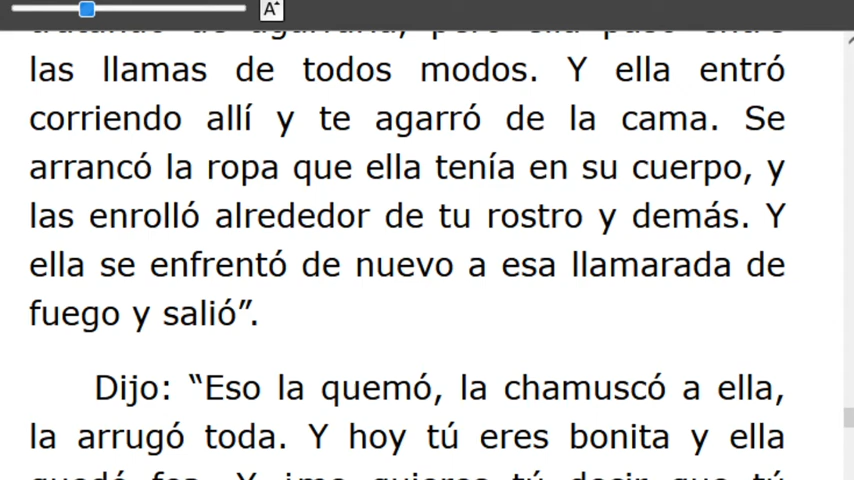 las llamas de todos modos. Y ella entró
corriendo allí y te agarró de la cama. Se
arrancó la ropa que ella tenía en su cuerpo, y
las enrolló alrededor de tu rostro y demás. Y
ella se enfrentó de nuevo a esa llamarada de
fuego y salió”.
Dijo: “Eso la quemó, la chamuscó a ella,
la arrugó toda. Y hoy tú eres bonita y ella